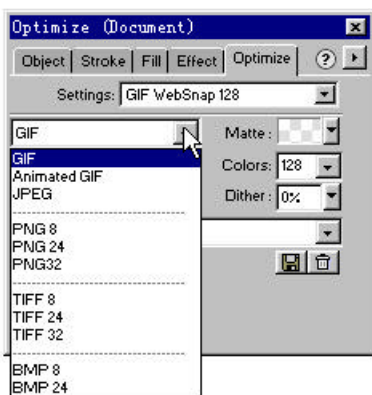 Optimize (Document)
Object Stroke Fill Effect Optimize ?
Settings: GIF WebSnap 128
GIF Matte:
GIF Colors: 128
Animated GIF
JPEG Dither: 0%
PNG 8
PNG 24
PNG32
TIFF 8
TIFF 24
TIFF 32
BMP 8
BMP 24